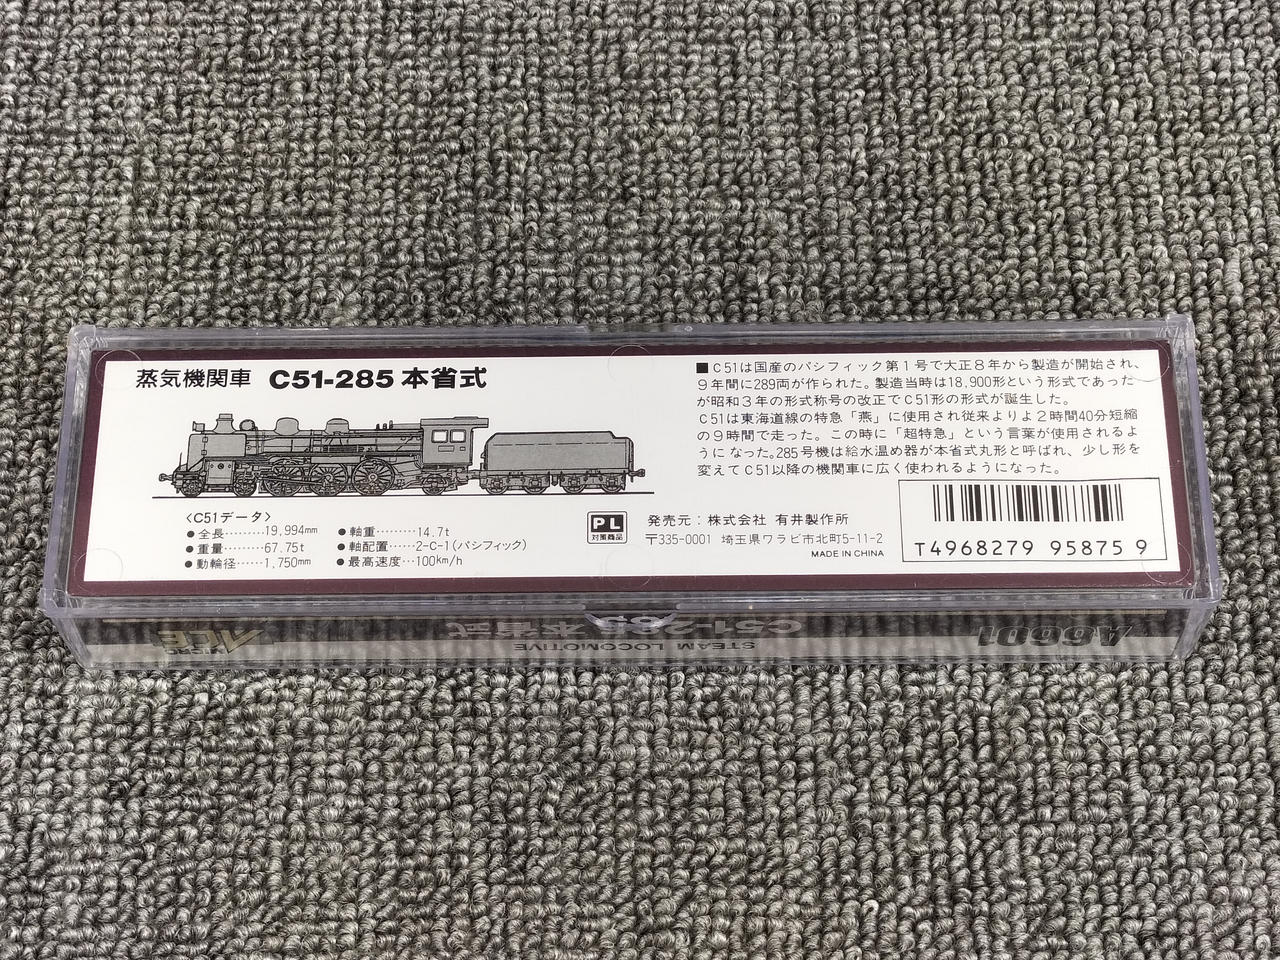 蒸気機関車 C51-285 本省式
■C51は国産のパシフィック第1号で大正8年から製造が開始され、
9年間に289両が作られた。製造当時は18,900形という形式であった
が昭和3年の形式称号の改正でC51形の形式が誕生した。
C51は東海道線の特急「燕」に使用され従来よりよ2時間40分短縮
の9時間で走った。この時に「超特急」という言葉が使用されるよ
うになった。285号機は給水温め器が本省式丸形と呼ばれ、少し形を
変えてC51以降の機関車に広く使われるようになった。
〈C51データ〉
●全長……19,994mm
●重量……67.75t
●動輪径……1,750mm
●軸重………14.7t
●軸配置……2-C-1(パシフィック)
●最高速度…100km/h
PL
対策商品
発売元：株式会社 有井製作所
〒335-0001 埼玉県ワラビ市北町5-11-2
MADE IN CHINA
T4968279 95875 9
A6601
C51-285 本省式
STEAM LOCOMOTIVE
MICRO ACE